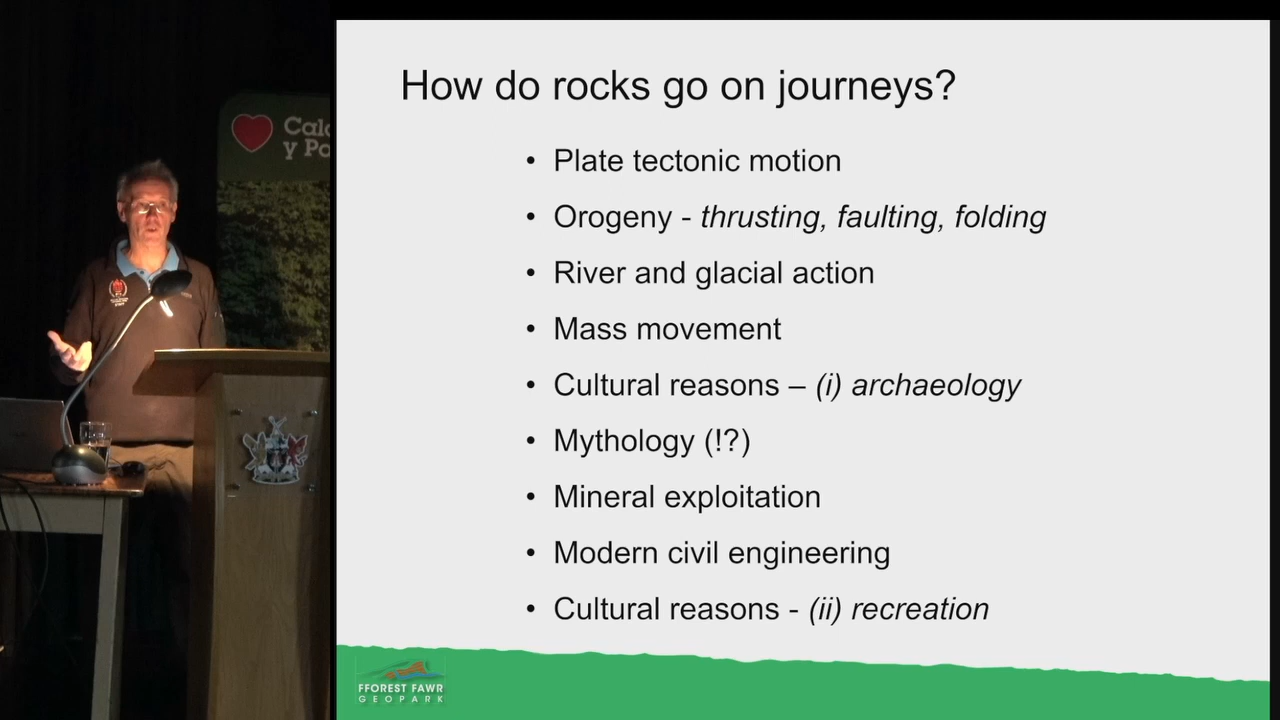 How do rocks go on journeys?
• Plate tectonic motion
• Orogeny - thrusting, faulting, folding
• River and glacial action
• Mass movement
• Cultural reasons – (i) archaeology
• Mythology (!?)
• Mineral exploitation
• Modern civil engineering
• Cultural reasons - (ii) recreation
FFOREST FAWR
GEOPARK